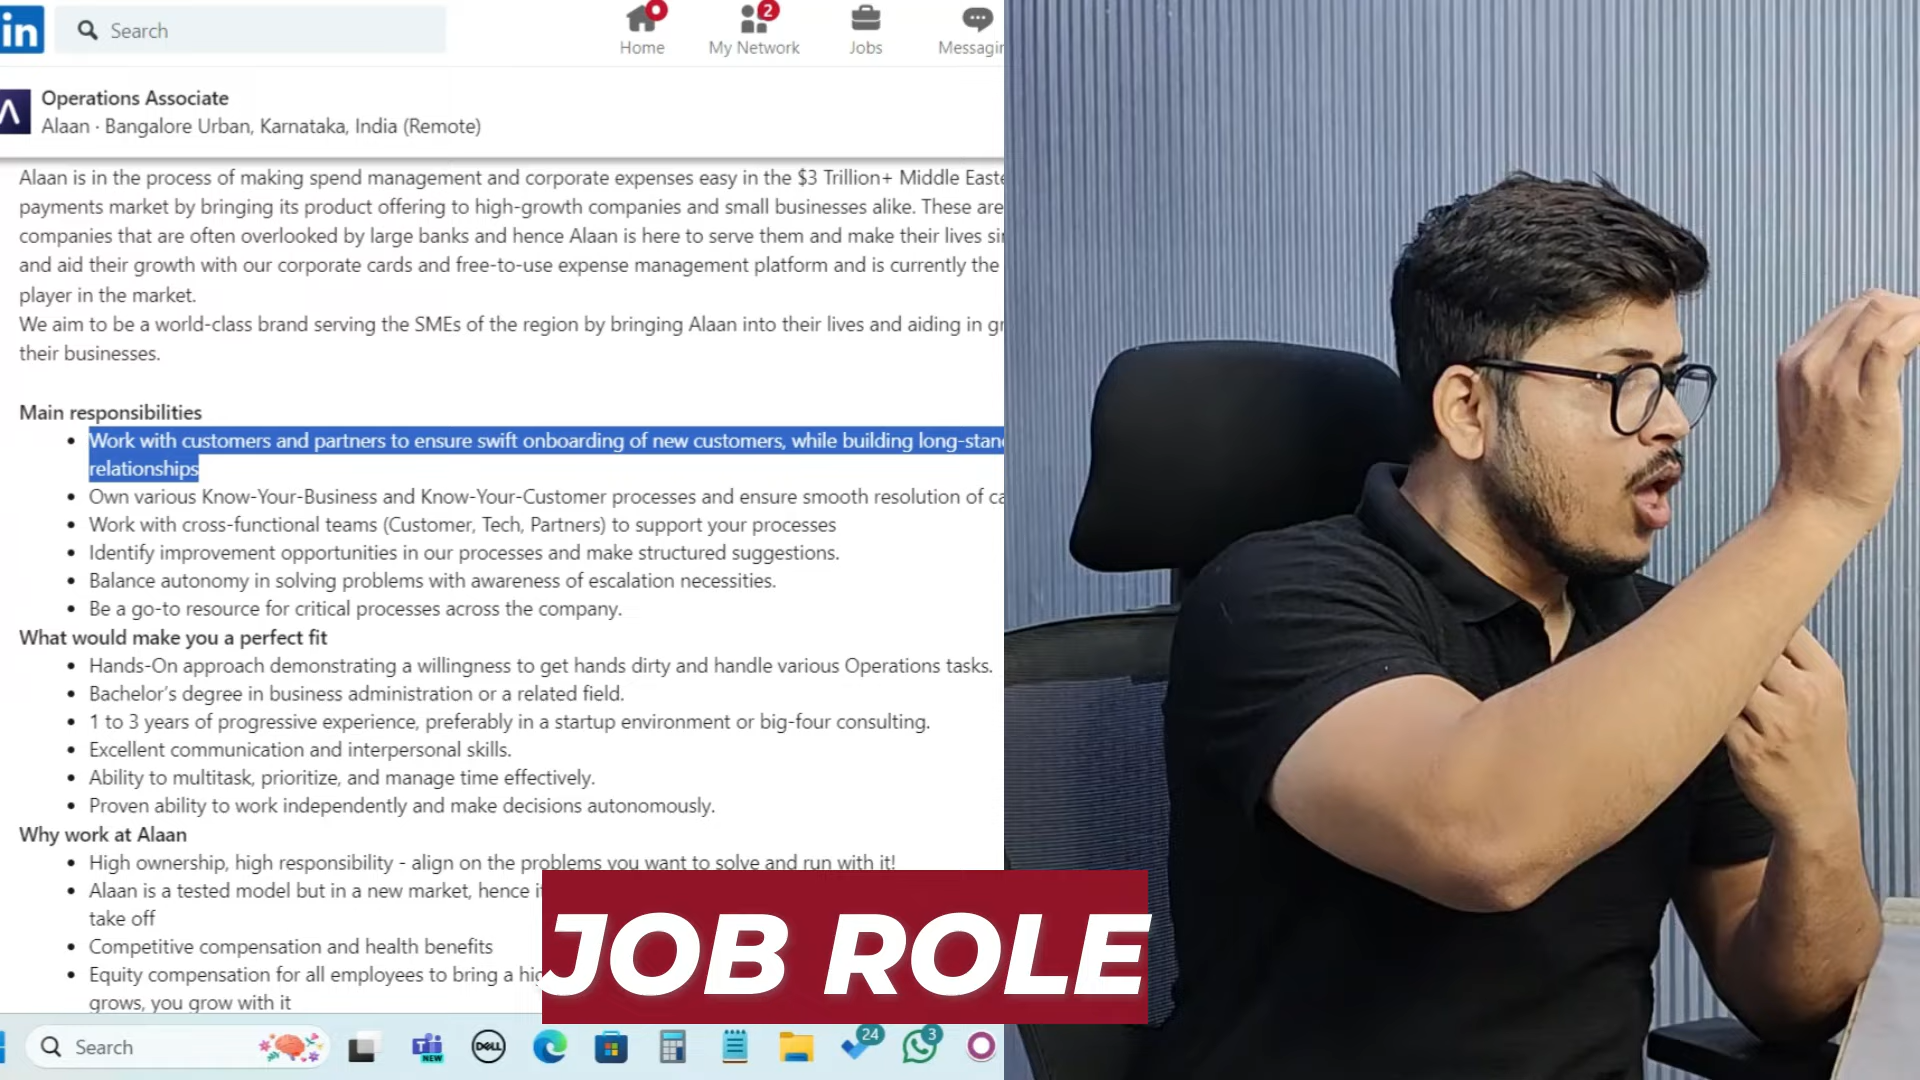 in
Search
2
Home
My Network
Jobs
Messagin
Operations Associate
Alaan · Bangalore Urban, Karnataka, India (Remote)
Alaan is in the process of making spend management and corporate expenses easy in the $3 Trillion+ Middle Easte
payments market by bringing its product offering to high-growth companies and small businesses alike. These are
companies that are often overlooked by large banks and hence Alaan is here to serve them and make their lives si
and aid their growth with our corporate cards and free-to-use expense management platform and is currently the
player in the market.
We aim to be a world-class brand serving the SMEs of the region by bringing Alaan into their lives and aiding in gr
their businesses.
Main responsibilities
• Work with customers and partners to ensure swift onboarding of new customers, while building long-stand
relationships
• Own various Know-Your-Business and Know-Your-Customer processes and ensure smooth resolution of ca
• Work with cross-functional teams (Customer, Tech, Partners) to support your processes
• Identify improvement opportunities in our processes and make structured suggestions.
• Balance autonomy in solving problems with awareness of escalation necessities.
• Be a go-to resource for critical processes across the company.
What would make you a perfect fit
• Hands-On approach demonstrating a willingness to get hands dirty and handle various Operations tasks.
• Bachelor's degree in business administration or a related field.
• 1 to 3 years of progressive experience, preferably in a startup environment or big-four consulting.
• Excellent communication and interpersonal skills.
• Ability to multitask, prioritize, and manage time effectively.
• Proven ability to work independently and make decisions autonomously.
Why work at Alaan
• High ownership, high responsibility - align on the problems you want to solve and run with it!
• Alaan is a tested model but in a new market, hence i
take off
• Competitive compensation and health benefits
• Equity compensation for all employees to bring a hig
grows, you grow with it
JOB ROLE
Search
NEW
DELL
24
3